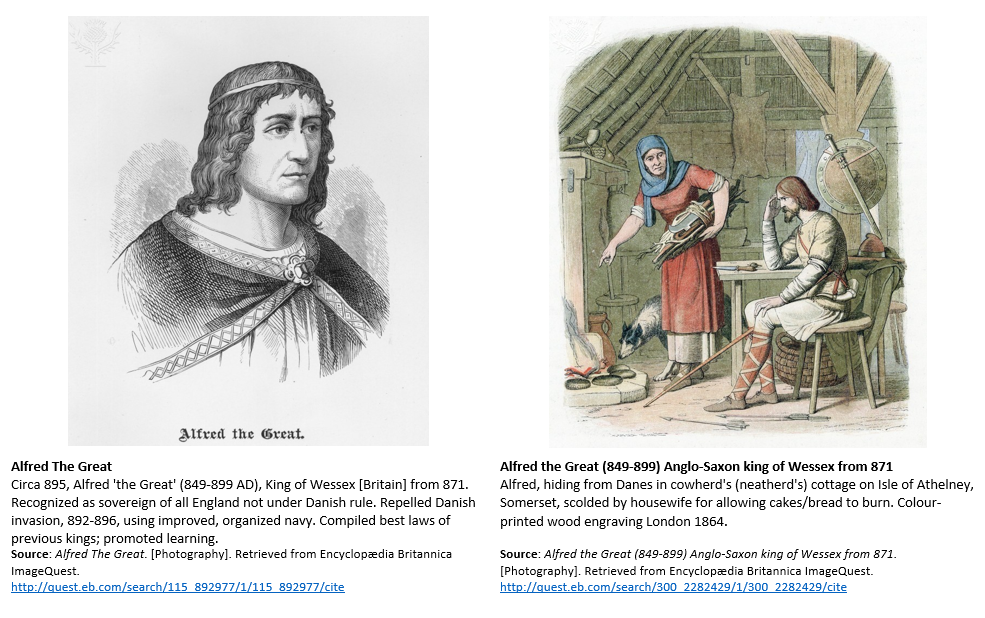 Alfred the Great.
Alfred The Great
Circa 895, Alfred 'the Great' (849-899 AD), King of Wessex [Britain] from 871.
Recognized as sovereign of all England not under Danish rule. Repelled Danish
invasion, 892-896, using improved, organized navy. Compiled best laws of
previous kings; promoted learning.
Source: Alfred The Great. [Photography]. Retrieved from Encyclopædia Britannica
ImageQuest.
http://quest.eb.com/search/115_892977/1/115_892977/cite
Alfred the Great (849-899) Anglo-Saxon king of Wessex from 871
Alfred, hiding from Danes in cowherd's (neatherd's) cottage on Isle of Athelney,
Somerset, scolded by housewife for allowing cakes/bread to burn. Colour-
printed wood engraving London 1864.
Source: Alfred the Great (849-899) Anglo-Saxon king of Wessex from 871.
[Photography]. Retrieved from Encyclopædia Britannica ImageQuest.
http://quest.eb.com/search/300_2282429/1/300_2282429/cite